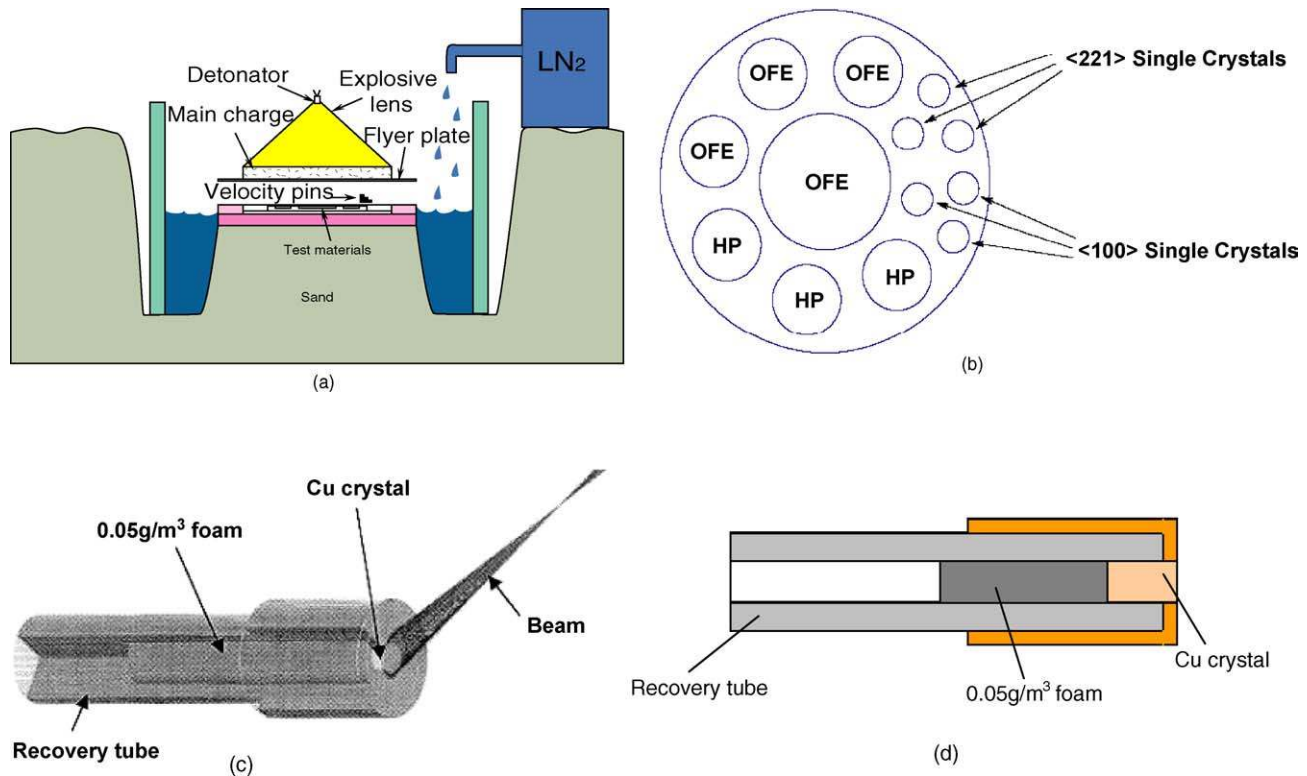 LN2
Detonator
Explosive
lens
Main charge
Flyer plate
Velocity pins
Test materials
Sand
(a)
OFE
OFE
<221> Single Crystals
OFE
OFE
HP
HP
HP
<100> Single Crystals
(b)
Cu crystal
0.05g/m³ foam
Beam
Recovery tube
(c)
Cu crystal
Recovery tube
0.05g/m³ foam
(d)